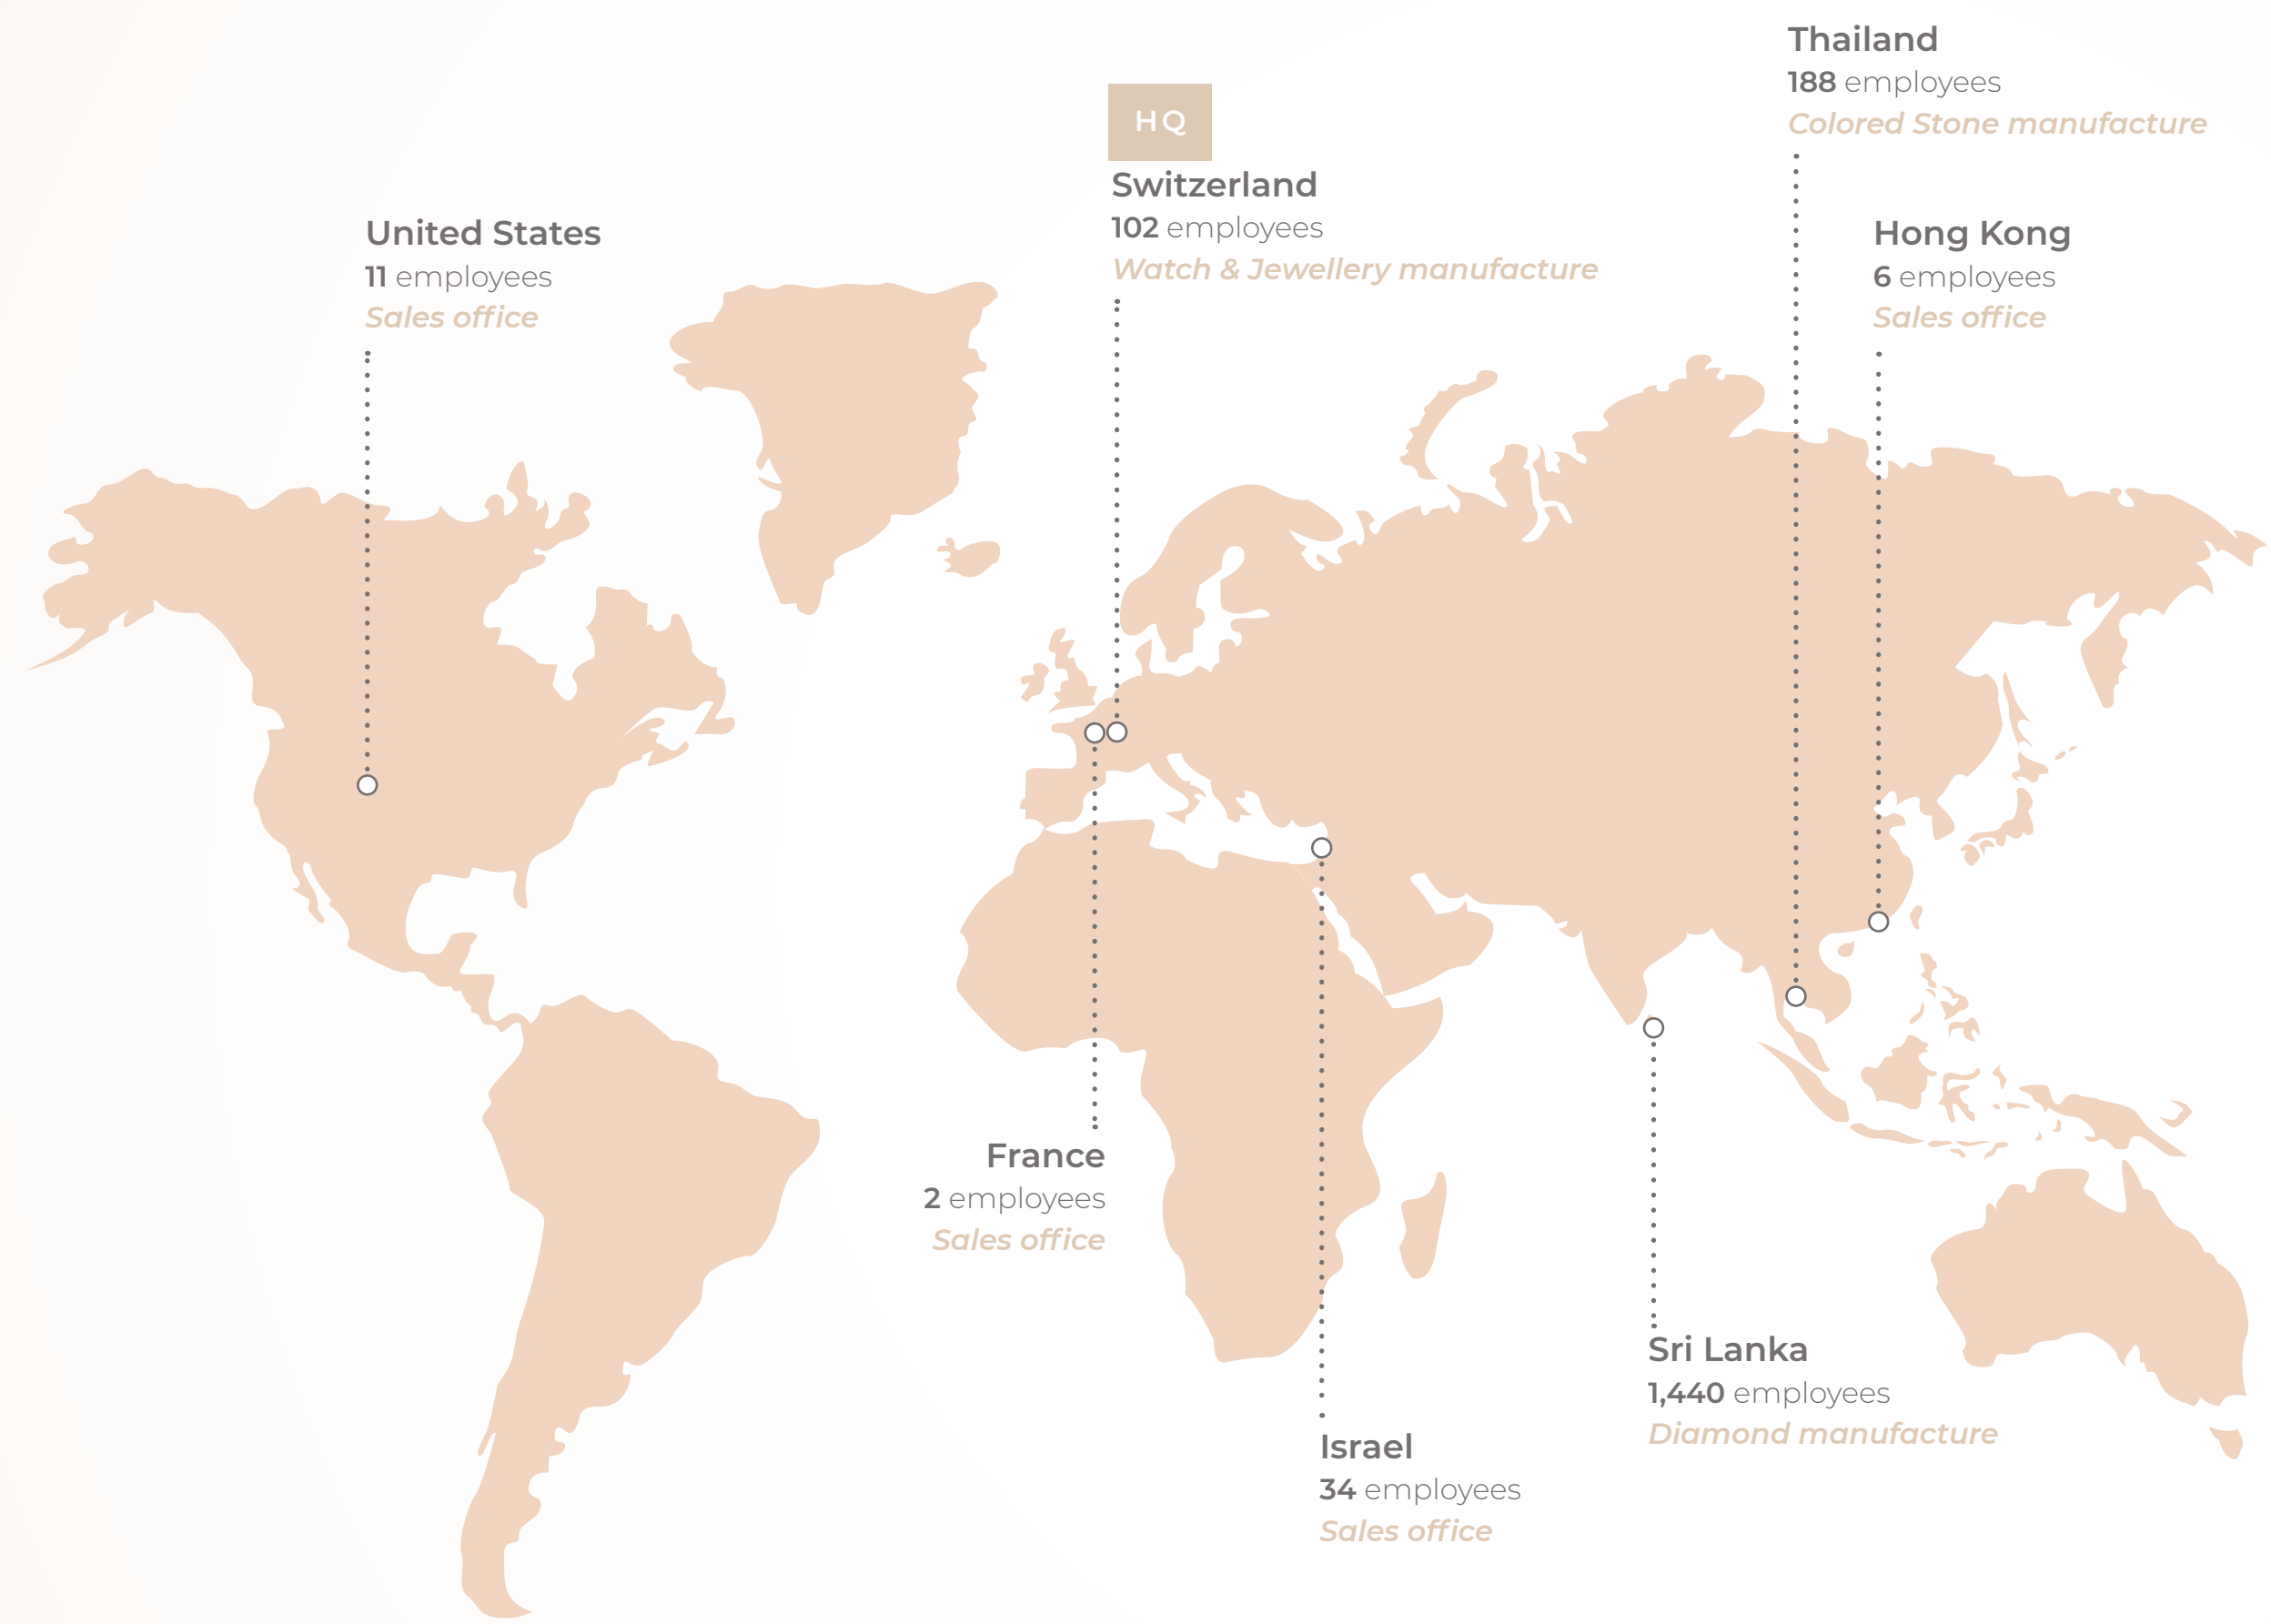 Thailand
188 employees
Colored Stone manufacture
HQ
Switzerland
102 employees
Watch & Jewellery manufacture
United States
11 employees
Sales office
Hong Kong
6 employees
Sales office
France
2 employees
Sales office
Sri Lanka
1,440 employees
Diamond manufacture
Israel
34 employees
Sales office